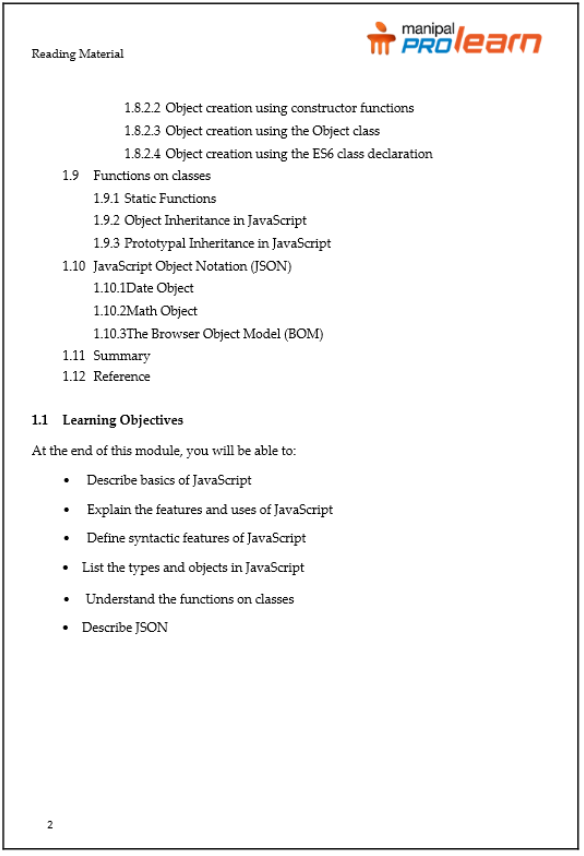 Reading Material
manipal
PRO learn
1.8.2.2 Object creation using constructor functions
1.8.2.3 Object creation using the Object class
1.8.2.4 Object creation using the ES6 class declaration
1.9 Functions on classes
1.9.1 Static Functions
1.9.2 Object Inheritance in JavaScript
1.9.3 Prototypal Inheritance in JavaScript
1.10 JavaScript Object Notation (JSON)
1.10.1Date Object
1.10.2Math Object
1.10.3The Browser Object Model (BOM)
1.11 Summary
1.12 Reference
1.1 Learning Objectives
At the end of this module, you will be able to:
• Describe basics of JavaScript
• Explain the features and uses of JavaScript
• Define syntactic features of JavaScript
• List the types and objects in JavaScript
• Understand the functions on classes
• Describe JSON
2